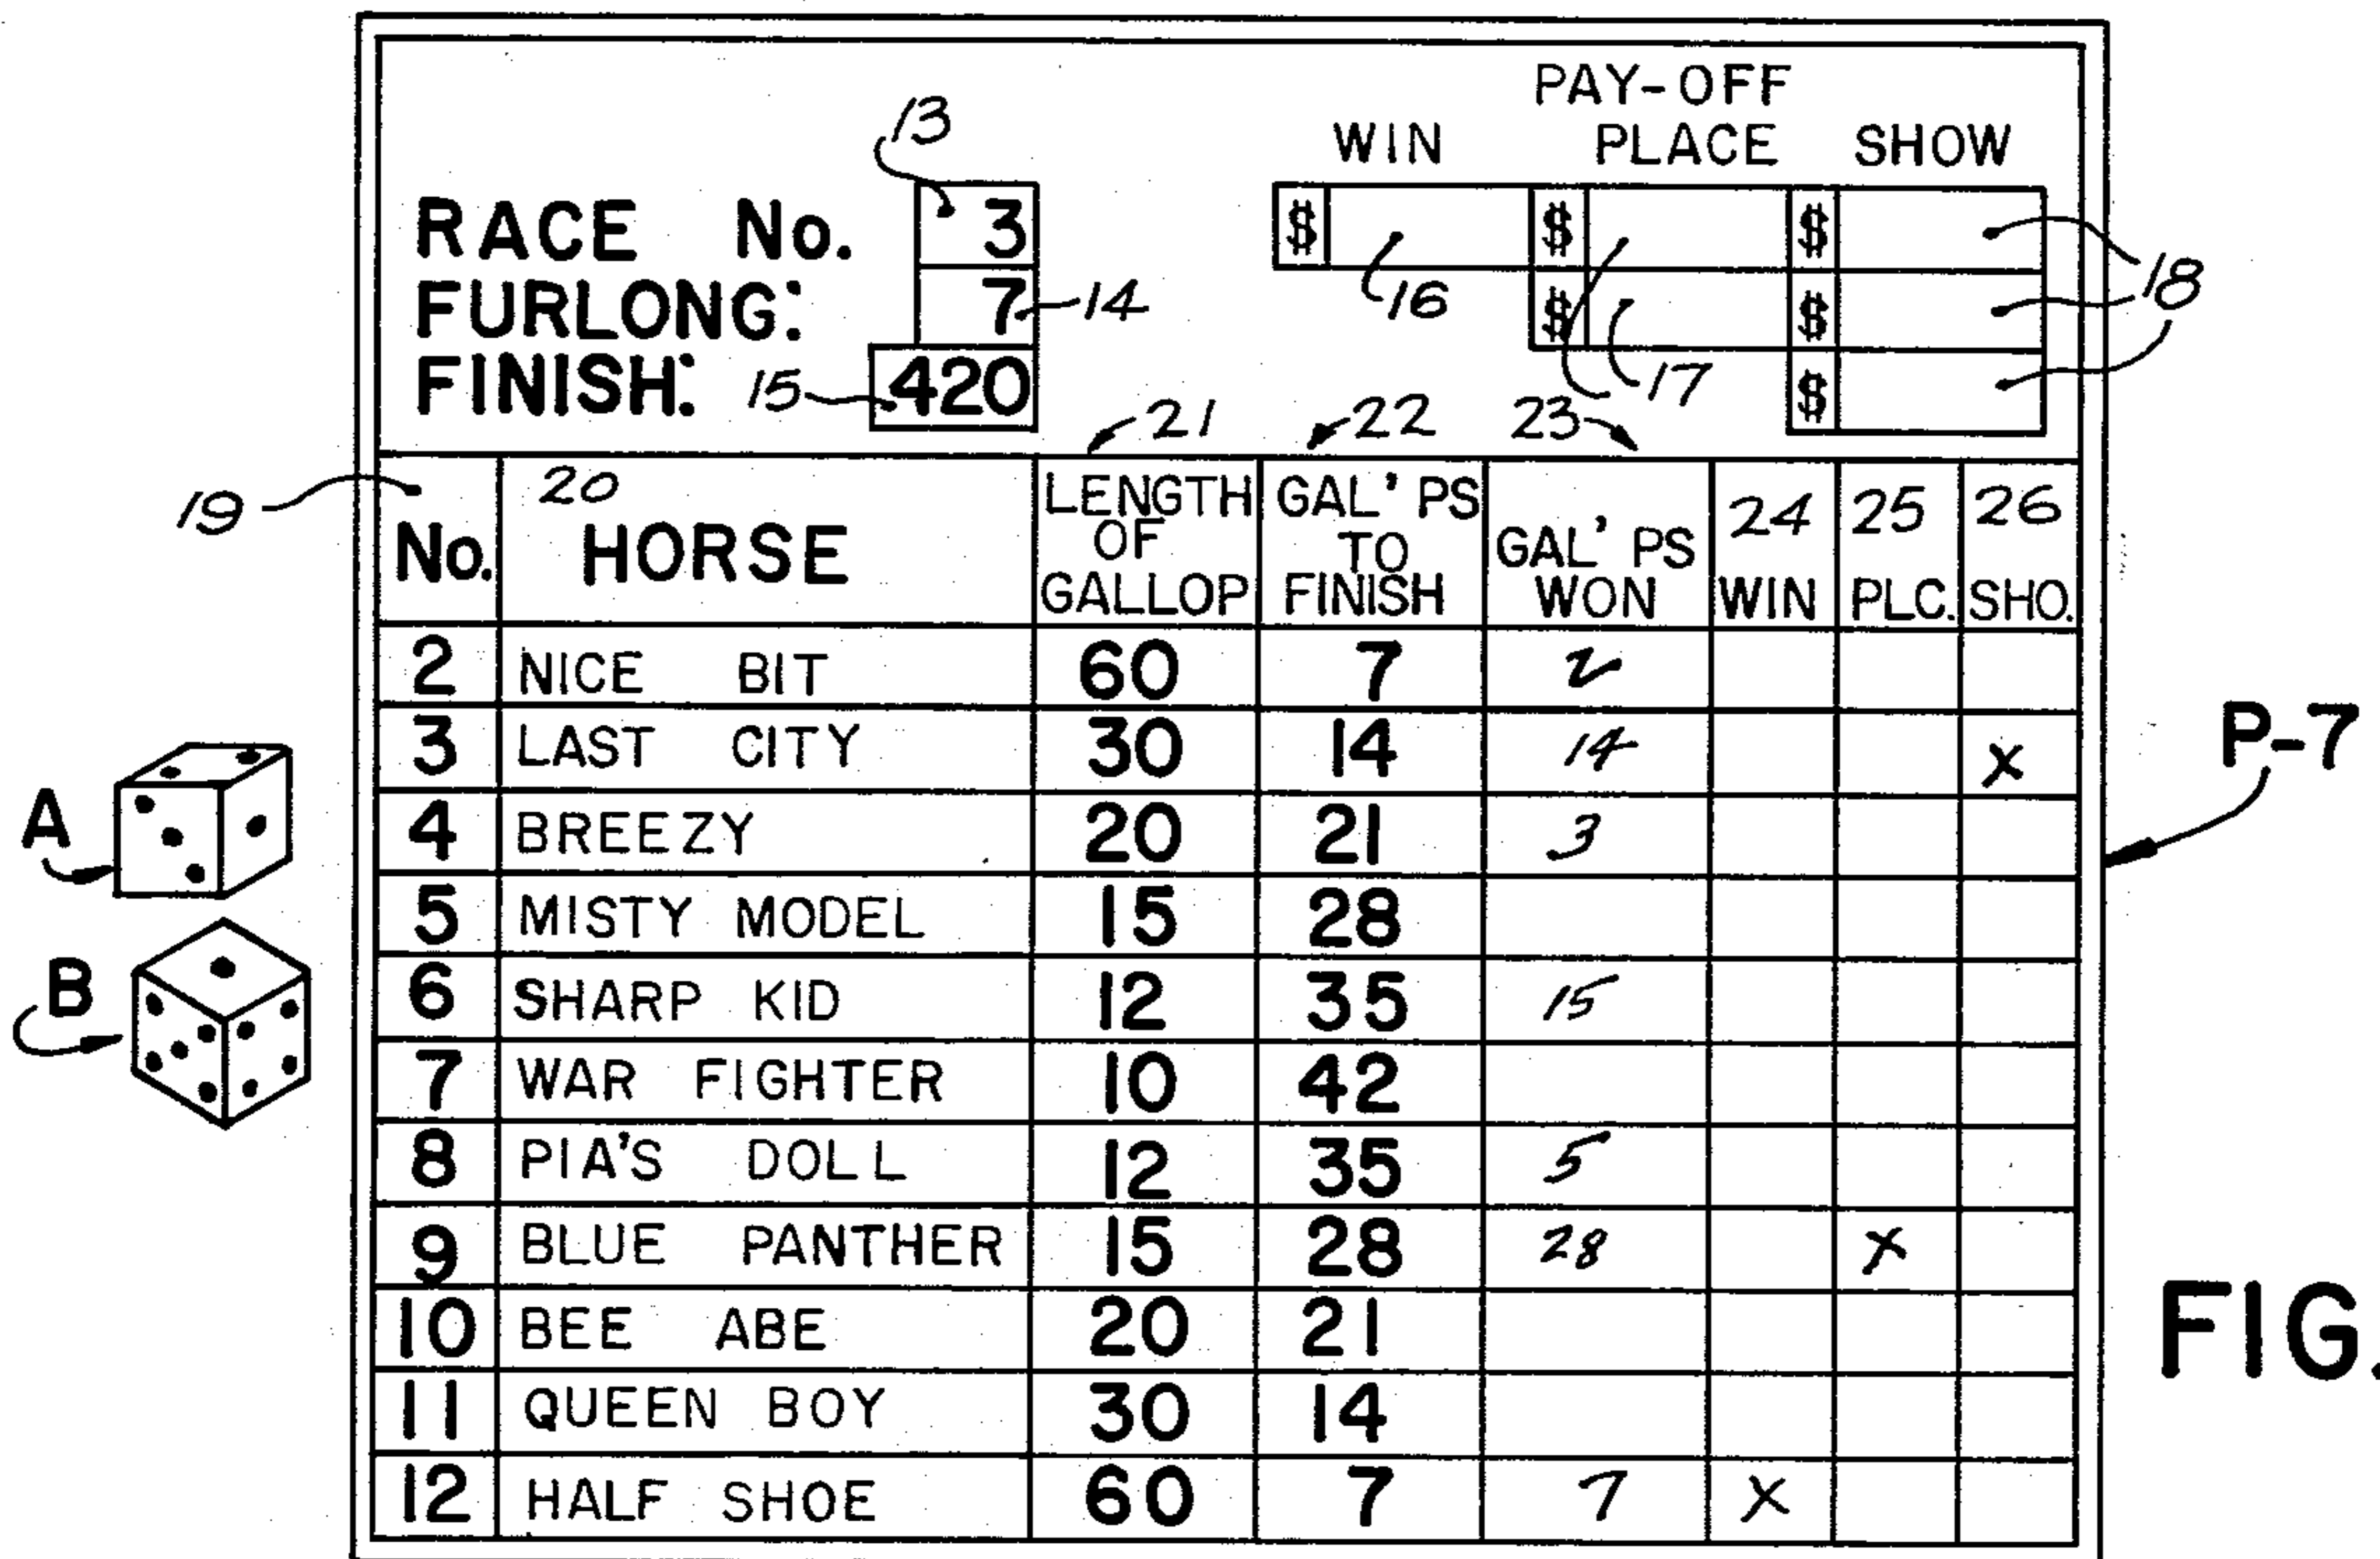 PAY-OFF
13 WIN PLACE SHOW
RACE No. 3 $ $ $
16 18
FURLONG: 7 14 $ $
FINISH: 15 420 17 $
21 22 23
19 No. 20 HORSE LENGTH OF GALLOP GAL'PS TO FINISH GAL'PS WON 24 WIN 25 PLC. 26 SHO.
2 NICE BIT 60 7 2
3 LAST CITY 30 14 14 X
4 BREEZY 20 21 3
5 MISTY MODEL 15 28
6 SHARP KID 12 35 15
7 WAR FIGHTER 10 42
8 PIA'S DOLL 12 35 5
9 BLUE PANTHER 15 28 28 X
10 BEE ABE 20 21
11 QUEEN BOY 30 14
12 HALF SHOE 60 7 7 X
A
B
P-7
FIG.